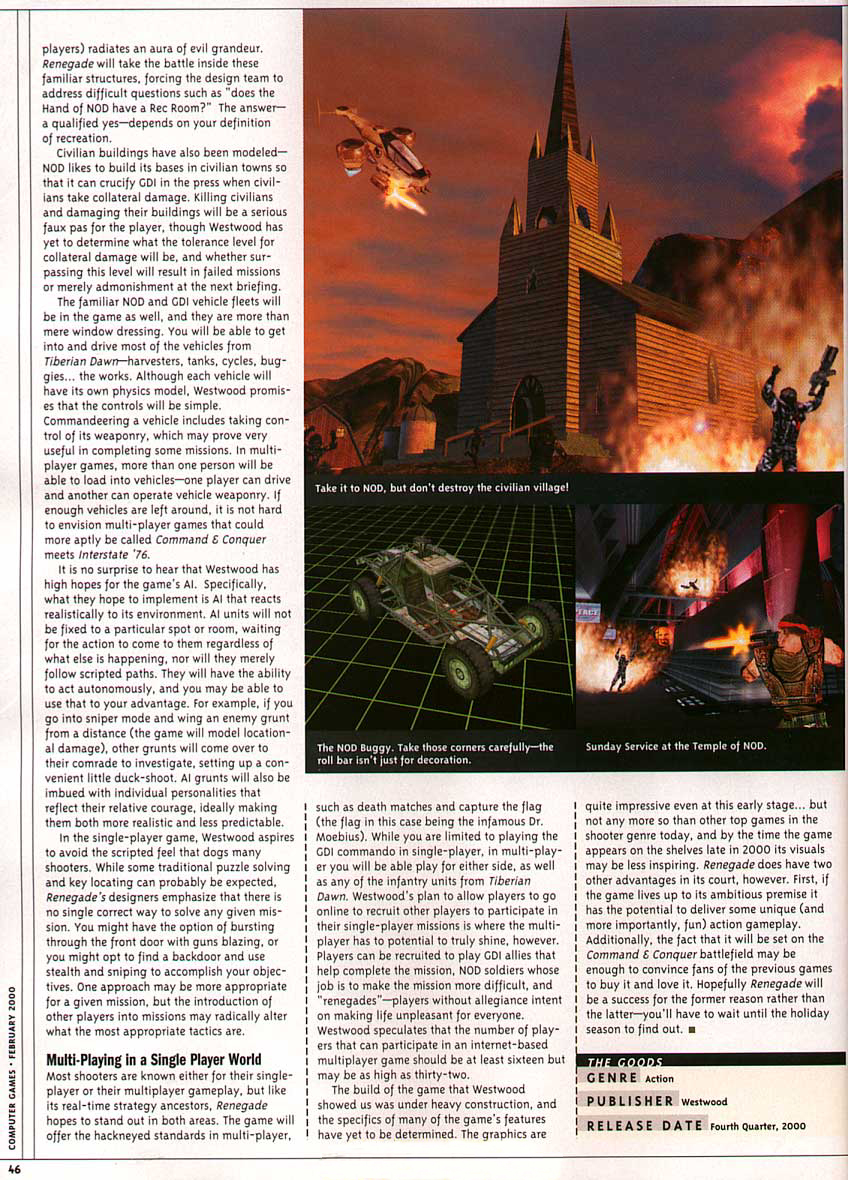 players) radiates an aura of evil grandeur.
Renegade will take the battle inside these
familiar structures, forcing the design team to
address difficult questions such as "does the
Hand of NOD have a Rec Room?" The answer—
a qualified yes—depends on your definition
of recreation.
Civilian buildings have also been modeled—
NOD likes to build its bases in civilian towns so
that it can crucify GDI in the press when civil-
ians take collateral damage. Killing civilians
and damaging their buildings will be a serious
faux pas for the player, though Westwood has
yet to determine what the tolerance level for
collateral damage will be, and whether sur-
passing this level will result in failed missions
or merely admonishment at the next briefing.
The familiar NOD and GDI vehicle fleets will
be in the game as well, and they are more than
mere window dressing. You will be able to get
into and drive most of the vehicles from
Tiberian Dawn—harvesters, tanks, cycles, bug-
gies... the works. Although each vehicle will
have its own physics model, Westwood promis-
es that the controls will be simple.
Commandeering a vehicle includes taking con-
trol of its weaponry, which may prove very
useful in completing some missions. In multi-
player games, more than one person will be
able to load into vehicles—one player can drive
and another can operate vehicle weaponry. If
enough vehicles are left around, it is not hard
to envision multi-player games that could
more aptly be called Command & Conquer
meets Interstate '76.
It is no surprise to hear that Westwood has
high hopes for the game's AI. Specifically,
what they hope to implement is AI that reacts
realistically to its environment. AI units will not
be fixed to a particular spot or room, waiting
for the action to come to them regardless of
what else is happening, nor will they merely
follow scripted paths. They will have the ability
to act autonomously, and you may be able to
use that to your advantage. For example, if you
go into sniper mode and wing an enemy grunt
from a distance (the game will model location-
al damage), other grunts will come over to
their comrade to investigate, setting up a con-
venient little duck-shoot. AI grunts will also be
imbued with individual personalities that
reflect their relative courage, ideally making
them both more realistic and less predictable.
In the single-player game, Westwood aspires
to avoid the scripted feel that dogs many
shooters. While some traditional puzzle solving
and key locating can probably be expected,
Renegade's designers emphasize that there is
no single correct way to solve any given mis-
sion. You might have the option of bursting
through the front door with guns blazing, or
you might opt to find a backdoor and use
stealth and sniping to accomplish your objec-
tives. One approach may be more appropriate
for a given mission, but the introduction of
other players into missions may radically alter
what the most appropriate tactics are.
Multi-Playing in a Single Player World
Most shooters are known either for their single-
player or their multiplayer gameplay, but like
its real-time strategy ancestors, Renegade
hopes to stand out in both areas. The game will
offer the hackneyed standards in multi-player,
Take it to NOD, but don't destroy the civilian village!
The NOD Buggy. Take those corners carefully—the
roll bar isn't just for decoration.
Sunday Service at the Temple of NOD.
such as death matches and capture the flag
(the flag in this case being the infamous Dr.
Moebius). While you are limited to playing the
GDI commando in single-player, in multi-play-
er you will be able play for either side, as well
as any of the infantry units from Tiberian
Dawn. Westwood's plan to allow players to go
online to recruit other players to participate in
their single-player missions is where the multi-
player has to potential to truly shine, however.
Players can be recruited to play GDI allies that
help complete the mission, NOD soldiers whose
job is to make the mission more difficult, and
"renegades"—players without allegiance intent
on making life unpleasant for everyone.
Westwood speculates that the number of play-
ers that can participate in an internet-based
multiplayer game should be at least sixteen but
may be as high as thirty-two.
The build of the game that Westwood
showed us was under heavy construction, and
the specifics of many of the game's features
have yet to be determined. The graphics are
quite impressive even at this early stage... but
not any more so than other top games in the
shooter genre today, and by the time the game
appears on the shelves late in 2000 its visuals
may be less inspiring. Renegade does have two
other advantages in its court, however. First, if
the game lives up to its ambitious premise it
has the potential to deliver some unique (and
more importantly, fun) action gameplay.
Additionally, the fact that it will be set on the
Command & Conquer battlefield may be
enough to convince fans of the previous games
to buy it and love it. Hopefully Renegade will
be a success for the former reason rather than
the latter—you'll have to wait until the holiday
season to find out. ■
THE GOODS
GENRE Action
PUBLISHER Westwood
RELEASE DATE Fourth Quarter, 2000
COMPUTER GAMES • FEBRUARY 2000
46